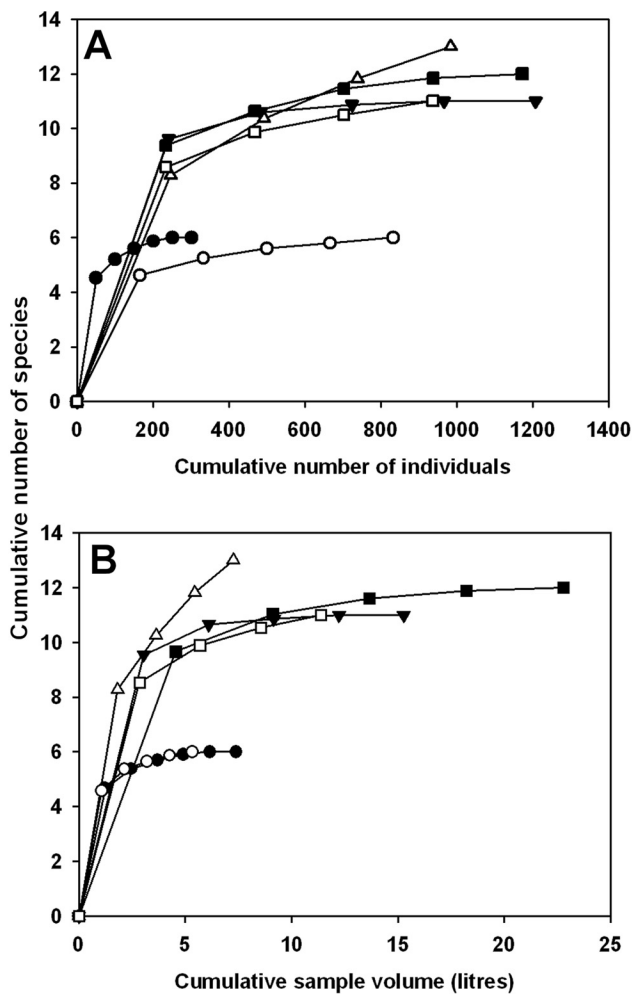 A
14
12
10
8
6
4
2
0
0 200 400 600 800 1000 1200 1400
Cumulative number of individuals
Cumulative number of species
B
14
12
10
8
6
4
2
0
0 5 10 15 20 25
Cumulative sample volume (litres)